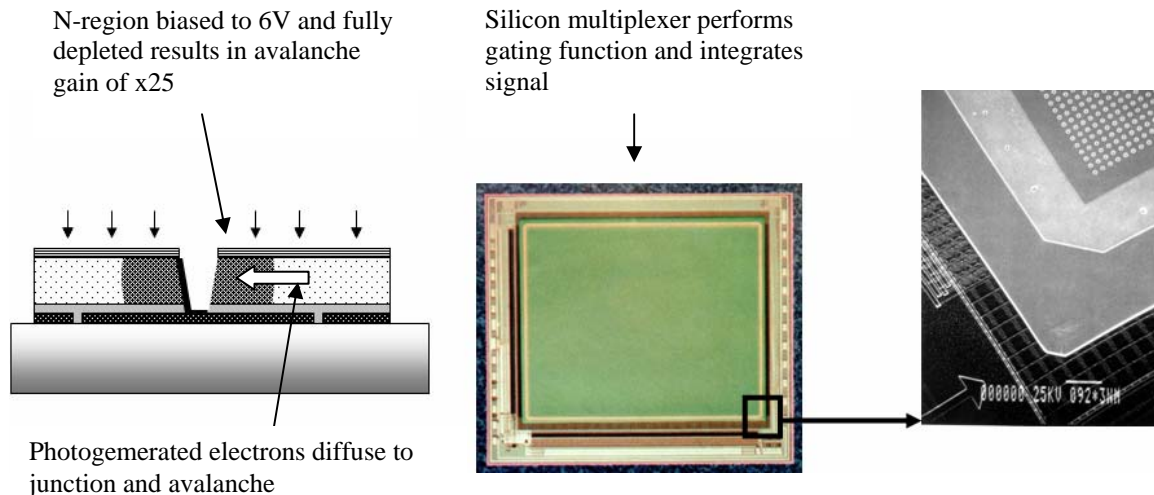 N-region biased to 6V and fully
depleted results in avalanche
gain of x25
Silicon multiplexer performs
gating function and integrates
signal
000000 25KV 092*3NM
Photogemerated electrons diffuse to
junction and avalanche